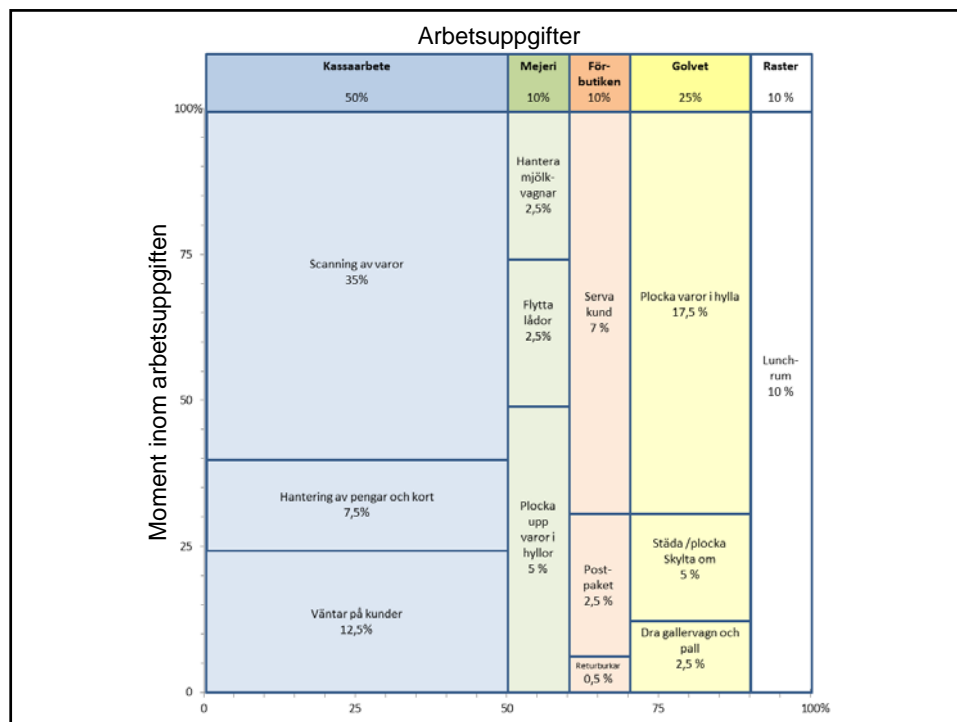 Arbetsuppgifter
Kassaarbete
50%
Mejeri
10%
För-
butiken
10%
Golvet
25%
Raster
10 %
Moment inom arbetsuppgiften
100%
75
50
25
0
Scanning av varor
35%
Hantering av pengar och kort
7,5%
Väntar på kunder
12,5%
Hantera
mjölk-
vagnar
2,5%
Flytta
lådor
2,5%
Plocka
upp
varor i
hyllor
5 %
Serva
kund
7 %
Post-
paket
2,5 %
Returburkar
0,5 %
Plocka varor i hylla
17,5 %
Städa /plocka
Skylta om
5 %
Dra gallervagn och
pall
2,5 %
Lunch-
rum
10 %
0
25
50
75
100%